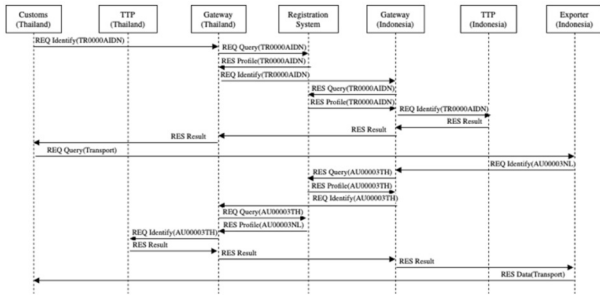 Customs
(Thailand)
TTP
(Thailand)
Gateway
(Thailand)
Registration
System
Gateway
(Indonesia)
TTP
(Indonesia)
Exporter
(Indonesia)
REQ Identify(TR0000AIDN)
REQ Query(TR0000AIDN)
RES Profile(TR0000AIDN)
REQ Identify(TR0000AIDN)
RES Query(TR0000AIDN)
RES Profile(TR0000AIDN)
REQ Identify(TR0000AIDN)
RES Result
RES Result
RES Result
REQ Query(Transport)
REQ Identify(AU00003NL)
RES Query(AU00003TH)
RES Profile(AU00003TH)
REQ Identify(AU00003TH)
REQ Query(AU00003TH)
RES Profile(AU00003NL)
REQ Identify(AU00003TH)
RES Result
RES Result
RES Result
RES Data(Transport)